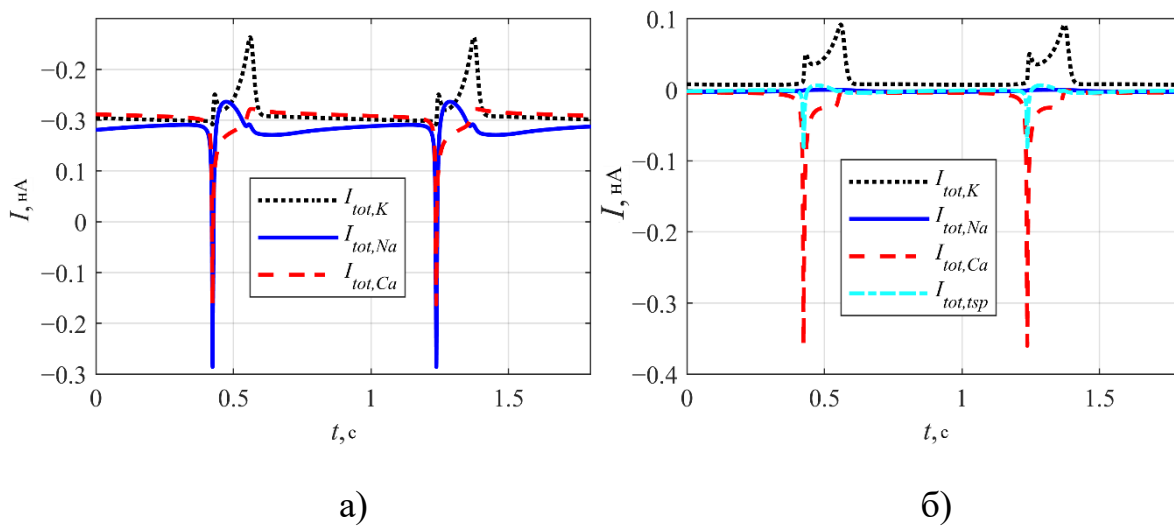 −0.2
−0.3
0.1
0
−0.1
−0.2
−0.3
I, нА
I_tot,K
I_tot,Na
I_tot,Ca
0
0.5
1
1.5
t, с
а)
0.1
0
−0.1
−0.2
−0.3
−0.4
I, нА
I_tot,K
I_tot,Na
I_tot,Ca
I_tot,tsp
0
0.5
1
1.5
t, с
б)